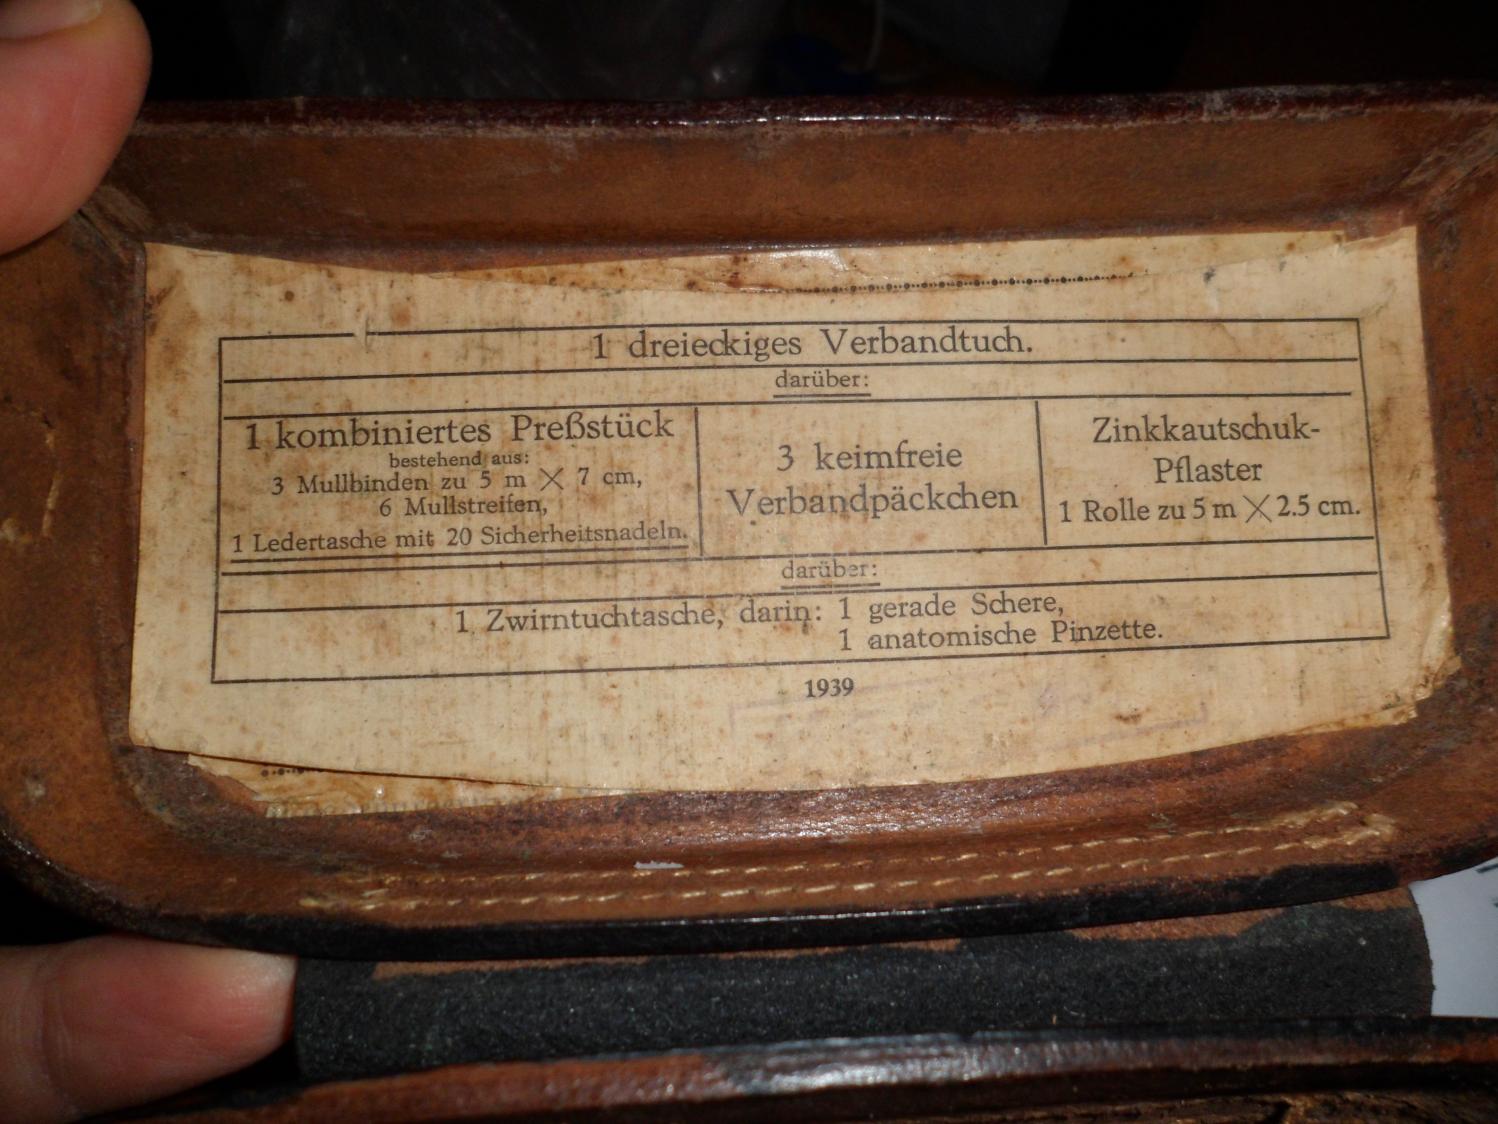 1 dreieckiges Verbandtuch.
darüber:
1 kombiniertes Preßstück
bestehend aus:
3 Mullbinden zu 5 m X 7 cm,
6 Mullstreifen,
1 Ledertasche mit 20 Sicherheitsnadeln.
3 keimfreie
Verbandpäckchen
Zinkkautschuk-
Pflaster
1 Rolle zu 5 m X 2.5 cm.
darüber:
1 Zwirntuchtasche, darin: 1 gerade Schere,
1 anatomische Pinzette.
1939